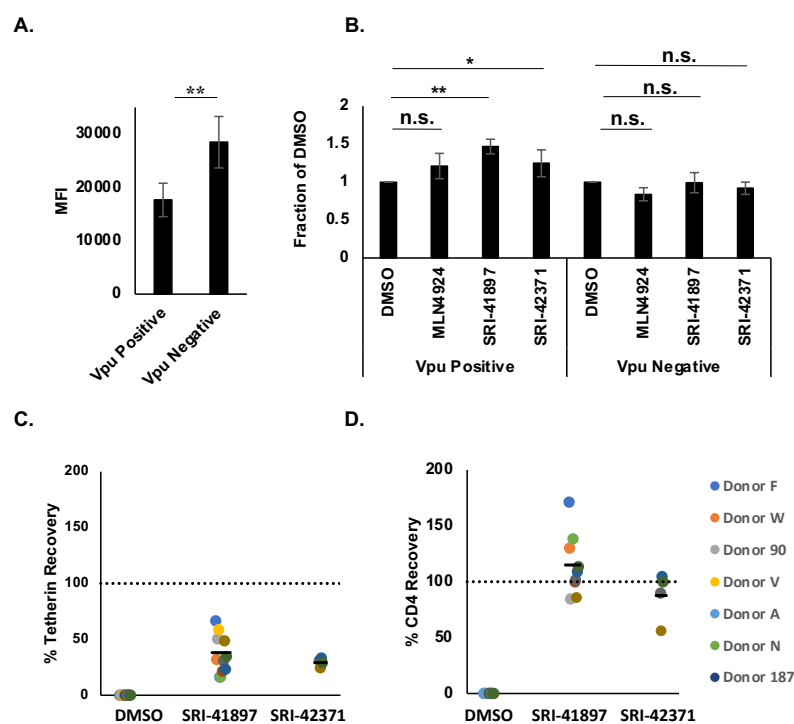 A.
B.
**
MFI
30000
20000
10000
0
Vpu Positive
Vpu Negative
n.s.
*
n.s.
**
n.s.
n.s.
Fraction of DMSO
2
1.5
1
0.5
0
DMSO
MLN4924
SRI-41897
SRI-42371
DMSO
MLN4924
SRI-41897
SRI-42371
Vpu Positive
Vpu Negative
C.
D.
% Tetherin Recovery
200
150
100
50
0
DMSO
SRI-41897
SRI-42371
% CD4 Recovery
200
150
100
50
0
DMSO
SRI-41897
SRI-42371
Donor F
Donor W
Donor 90
Donor V
Donor A
Donor N
Donor 187